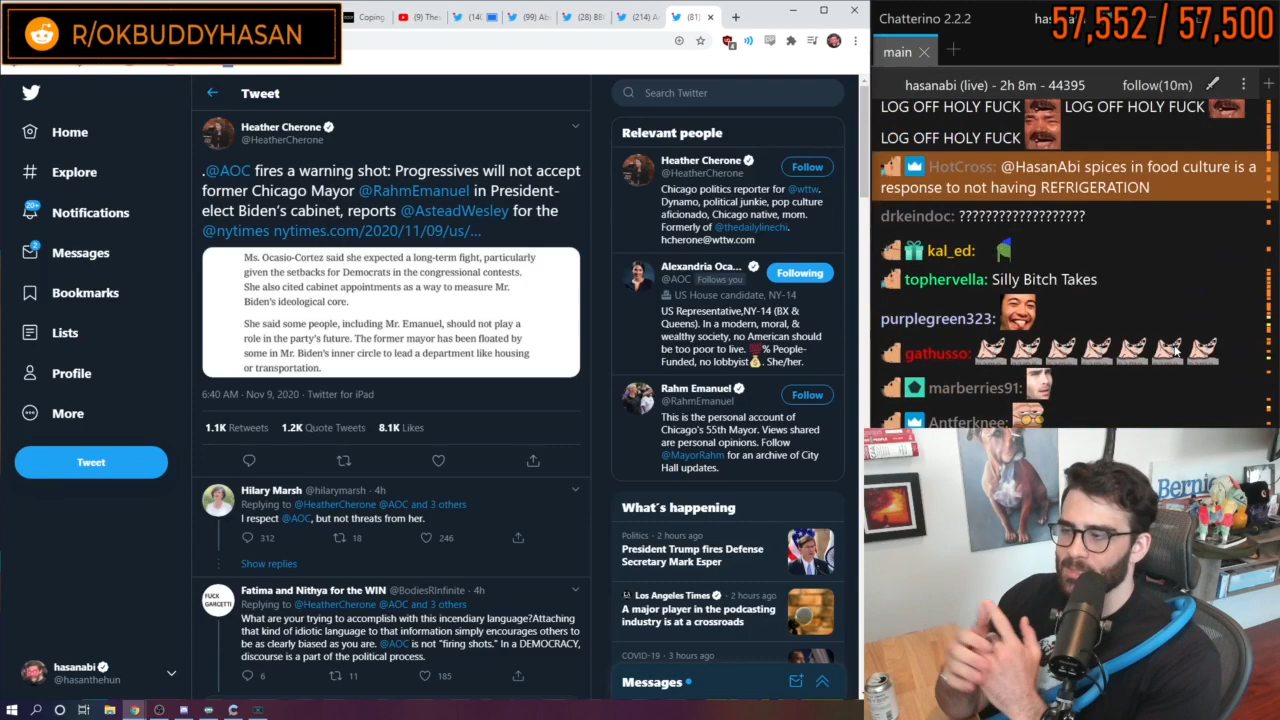 R/OKBUDDYHASAN
Coping
(9) Thes
(14)
(99) Ab
(28) BB
(214) A
(81)
Home
Explore
20+
Notifications
2
Messages
Bookmarks
Lists
Profile
More
Tweet
hasanabi
@hasanthehun
Tweet
Heather Cherone
@HeatherCherone
.@AOC fires a warning shot: Progressives will not accept
former Chicago Mayor @RahmEmanuel in President-
elect Biden's cabinet, reports @AsteadWesley for the
@nytimes nytimes.com/2020/11/09/us/...
Ms. Ocasio-Cortez said she expected a long-term fight, particularly
given the setbacks for Democrats in the congressional contests.
She also cited cabinet appointments as a way to measure Mr.
Biden's ideological core.
She said some people, including Mr. Emanuel, should not play a
role in the party's future. The former mayor has been floated by
some in Mr. Biden's inner circle to lead a department like housing
or transportation.
6:40 AM · Nov 9, 2020 · Twitter for iPad
1.1K Retweets 1.2K Quote Tweets 8.1K Likes
Hilary Marsh @hilarymarsh · 4h
Replying to @HeatherCherone @AOC and 3 others
I respect @AOC, but not threats from her.
312 18 246
Show replies
FUCK
GARCETTI
Fatima and Nithya for the WIN @BodiesRInfinite · 4h
Replying to @HeatherCherone @AOC and 3 others
What are your trying to accomplish with this incendiary language?Attaching
that kind of idiotic language to that information simply encourages others to
be as clearly biased as you are. @AOC is not "firing shots." In a DEMOCRACY,
discourse is a part of the political process.
6 11 185
Search Twitter
Relevant people
Heather Cherone
@HeatherCherone
Follow
Chicago politics reporter for @wttw.
Dynamo, political junkie, pop culture
aficionado, Chicago native, mom.
Formerly of @thedailylinechi.
hcherone@wttw.com
Alexandria Oca...
@AOC Follows you
Following
US House candidate, NY-14
US Representative,NY-14 (BX &
Queens). In a modern, moral, &
wealthy society, no American should
be too poor to live. % People-
Funded, no lobbyist. She/her.
Rahm Emanuel
@RahmEmanuel
Follow
This is the personal account of
Chicago's 55th Mayor. Views shared
are personal opinions. Follow
@MayorRahm for an archive of City
Hall updates.
What's happening
Politics · 2 hours ago
President Trump fires Defense
Secretary Mark Esper
Los Angeles Times · 2 hours ago
A major player in the podcasting
industry is at a crossroads
COVID-19 · 3 hours ago
Messages
Chatterino 2.2.2
57,552 / 57,500
main
hasanabi (live) - 2h 8m - 44395
follow(10m)
LOG OFF HOLY FUCK LOG OFF HOLY FUCK
LOG OFF HOLY FUCK
HotCross: @HasanAbi spices in food culture is a
response to not having REFRIGERATION
drkeindoc: ???????????????????
kal_ed:
tophervella: Silly Bitch Takes
purplegreen323:
gathusso:
marberries91:
Antferknee:
Bernie